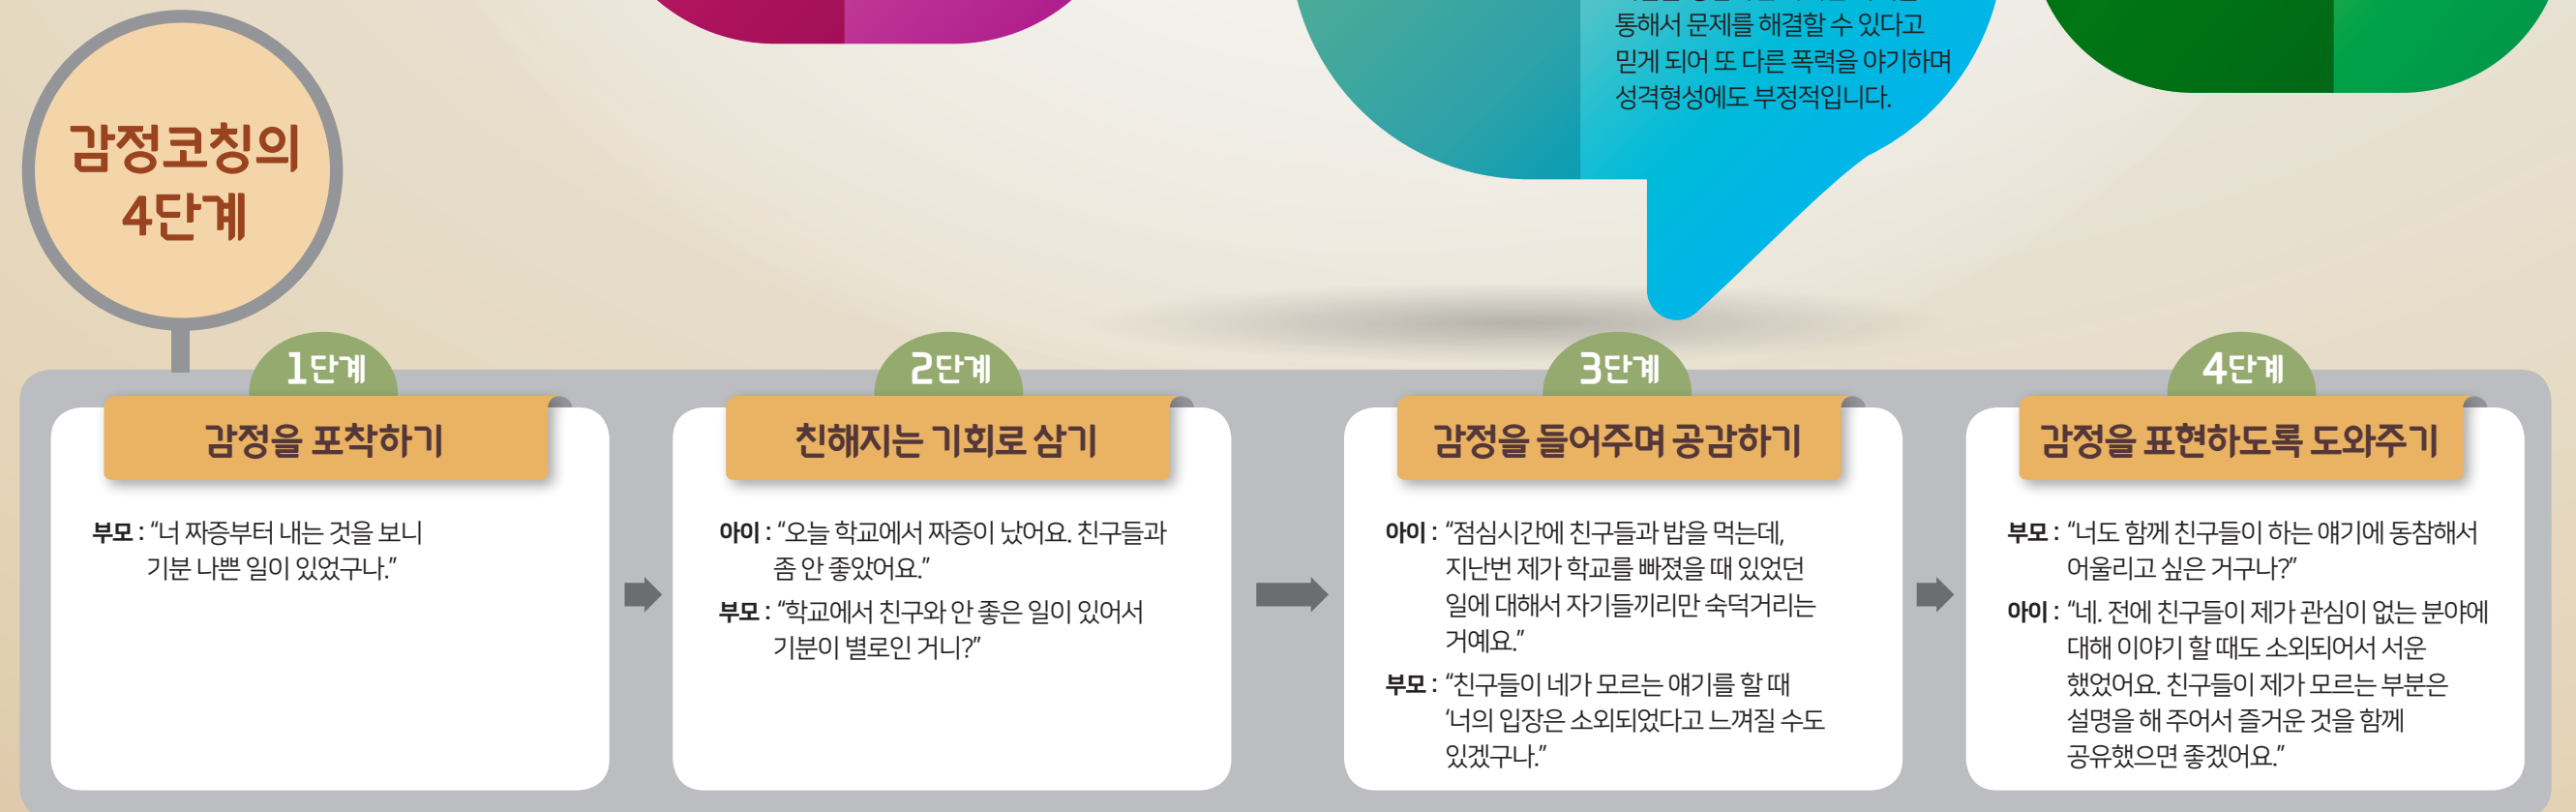 통해서 문제를 해결할 수 있다고
믿게 되어 또 다른 폭력을 야기하며
성격형성에도 부정적입니다.
감정코칭의
4단계
1단계
감정을 포착하기
부모 : “너 짜증부터 내는 것을 보니
기분 나쁜 일이 있었구나.”
2단계
친해지는 기회로 삼기
아이 : “오늘 학교에서 짜증이 났어요. 친구들과
좀 안 좋았어요.”
부모 : “학교에서 친구와 안 좋은 일이 있어서
기분이 별로인 거니?”
3단계
감정을 들어주며 공감하기
아이 : “점심시간에 친구들과 밥을 먹는데,
지난번 제가 학교를 빠졌을 때 있었던
일에 대해서 자기들끼리만 숙덕거리는
거예요.”
부모 : “친구들이 네가 모르는 얘기를 할 때
‘너의 입장은 소외되었다고 느껴질 수도
있겠구나.”
4단계
감정을 표현하도록 도와주기
부모 : “너도 함께 친구들이 하는 얘기에 동참해서
어울리고 싶은 거구나?”
아이 : “네. 전에 친구들이 제가 관심이 없는 분야에
대해 이야기 할 때도 소외되어서 서운
했었어요. 친구들이 제가 모르는 부분은
설명을 해 주어서 즐거운 것을 함께
공유했으면 좋겠어요.”